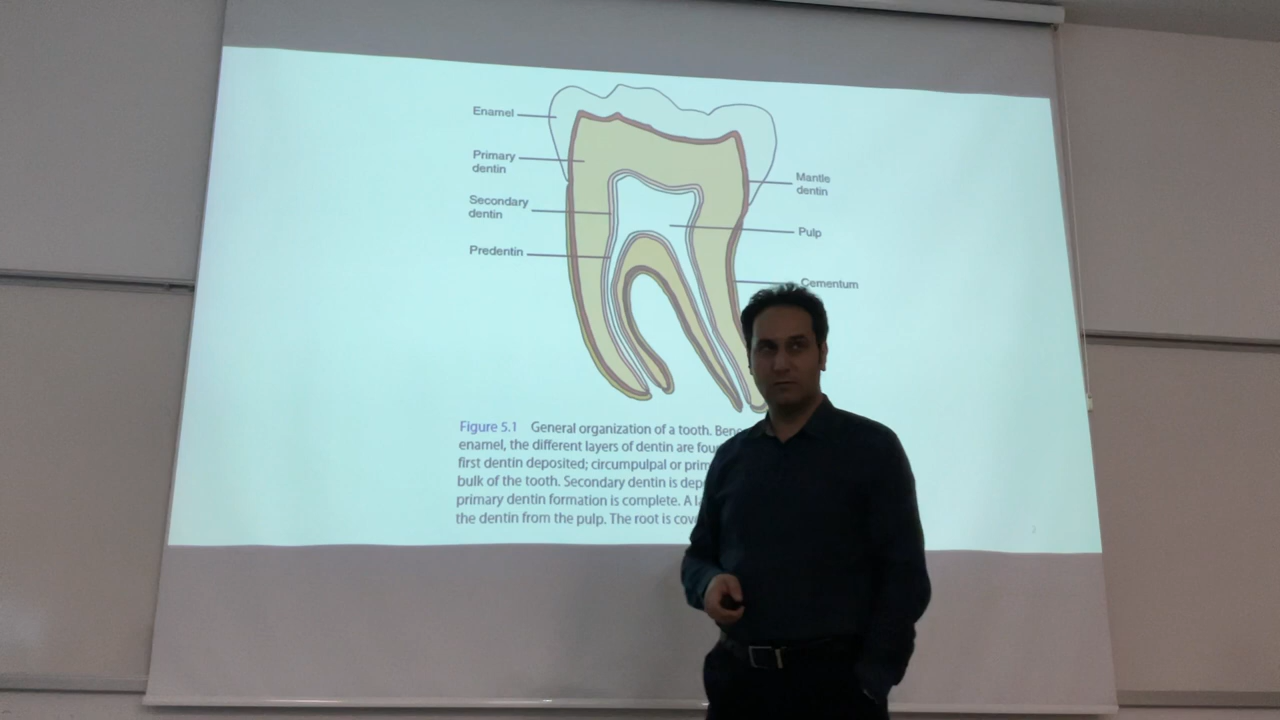 Enamel
Primary
dentin
Secondary
dentin
Predentin
Mantle
dentin
Pulp
Cementum
Figure 5.1 General organization of a tooth.
enamel, the different layers of dentin are
first dentin deposited; circumpulpal or
bulk of the tooth. Secondary dentin is
primary dentin formation is complete. A
the dentin from the pulp. The root is